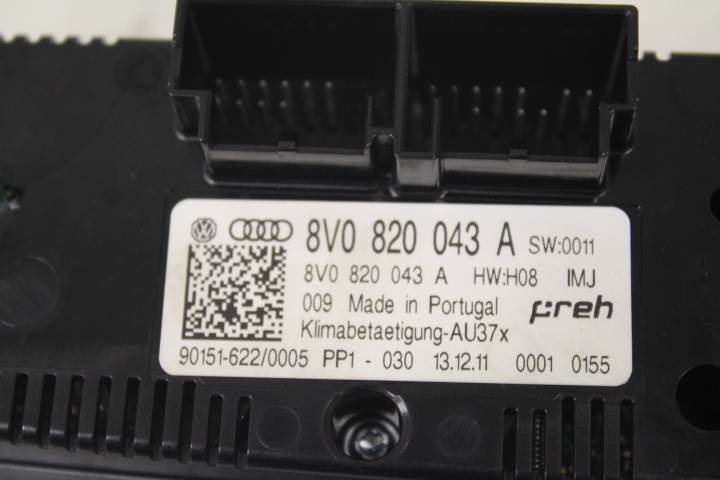 8V0 820 043 A SW:0011
8V0 820 043 A HW:H08 IMJ
009 Made in Portugal preh
Klimabetaetigung-AU37x
90151-622/0005 PP1 - 030 13.12.11 0001 0155